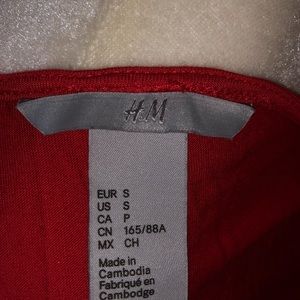 H&M
EUR S
US S
CA P
CN 165/88A
MX CH
Made in
Cambodia
Fabriqué en
Cambodge